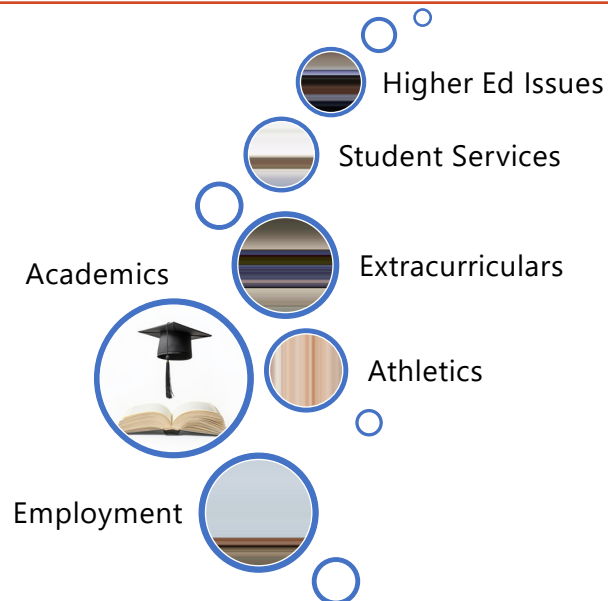 Higher Ed Issues
Student Services
Extracurriculars
Academics
Athletics
Employment